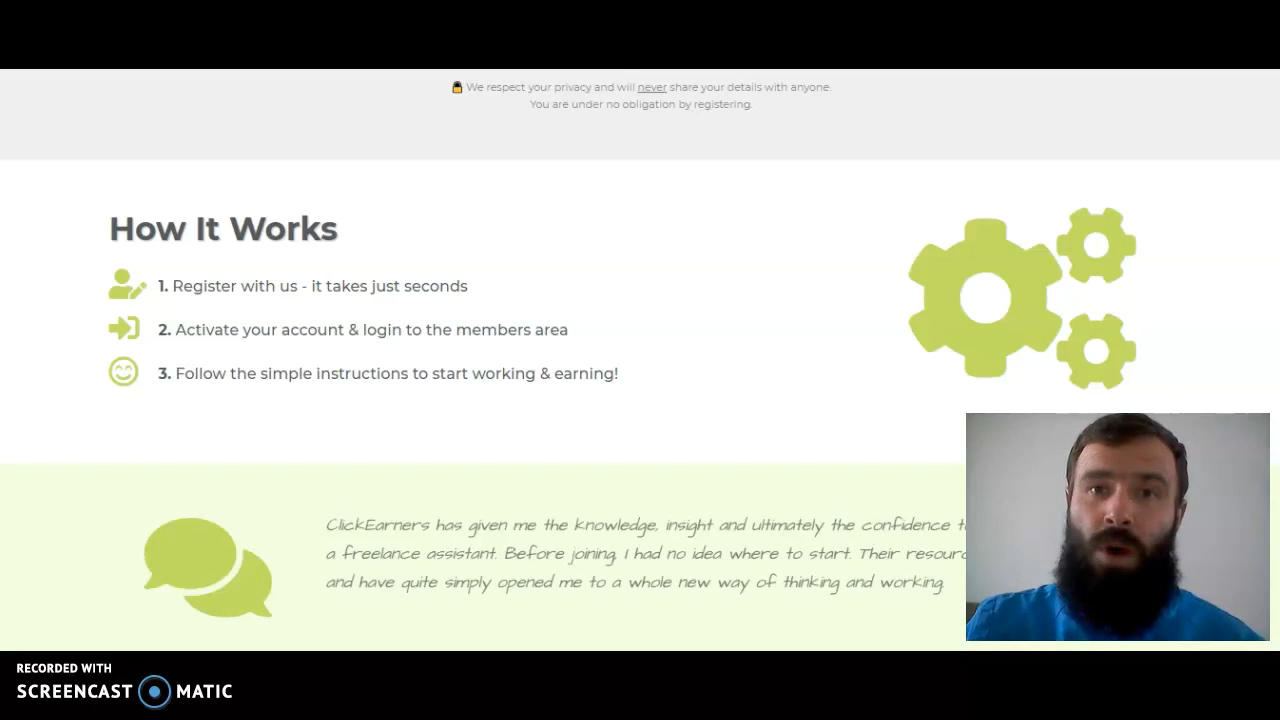 We respect your privacy and will never share your details with anyone.
You are under no obligation by registering.
How It Works
1. Register with us - it takes just seconds
2. Activate your account & login to the members area
3. Follow the simple instructions to start working & earning!
ClickEarners has given me the knowledge, insight and ultimately the confidence
a freelance assistant. Before joining, I had no idea where to start. Their
and have quite simply opened me to a whole new way of thinking and working.
RECORDED WITH
SCREENCAST MATIC